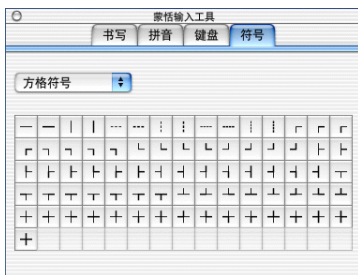 蒙恬输入工具
书写 拼音 键盘 符号
方格符号
─ ━ │ ┃ ┄ ┅ ┆ ┇ ┈ ┉ ┊ ┋ ┌ ┍ ┎
┏ ┐ ┑ ┒ ┓ └ ┕ ┖ ┗ ┘ ┙ ┚ ┛ ├ ┝
┞ ┟ ┠ ┡ ┢ ┣ ┤ ┥ ┦ ┧ ┨ ┩ ┪ ┫ ┬
┭ ┮ ┯ ┰ ┱ ┲ ┳ ┴ ┵ ┶ ┷ ┸ ┹ ┺ ┻
┼ ┽ ┾ ┿ ╀ ╁ ╂ ╃ ╄ ╅ ╆ ╇ ╈ ╉ ╊
╋